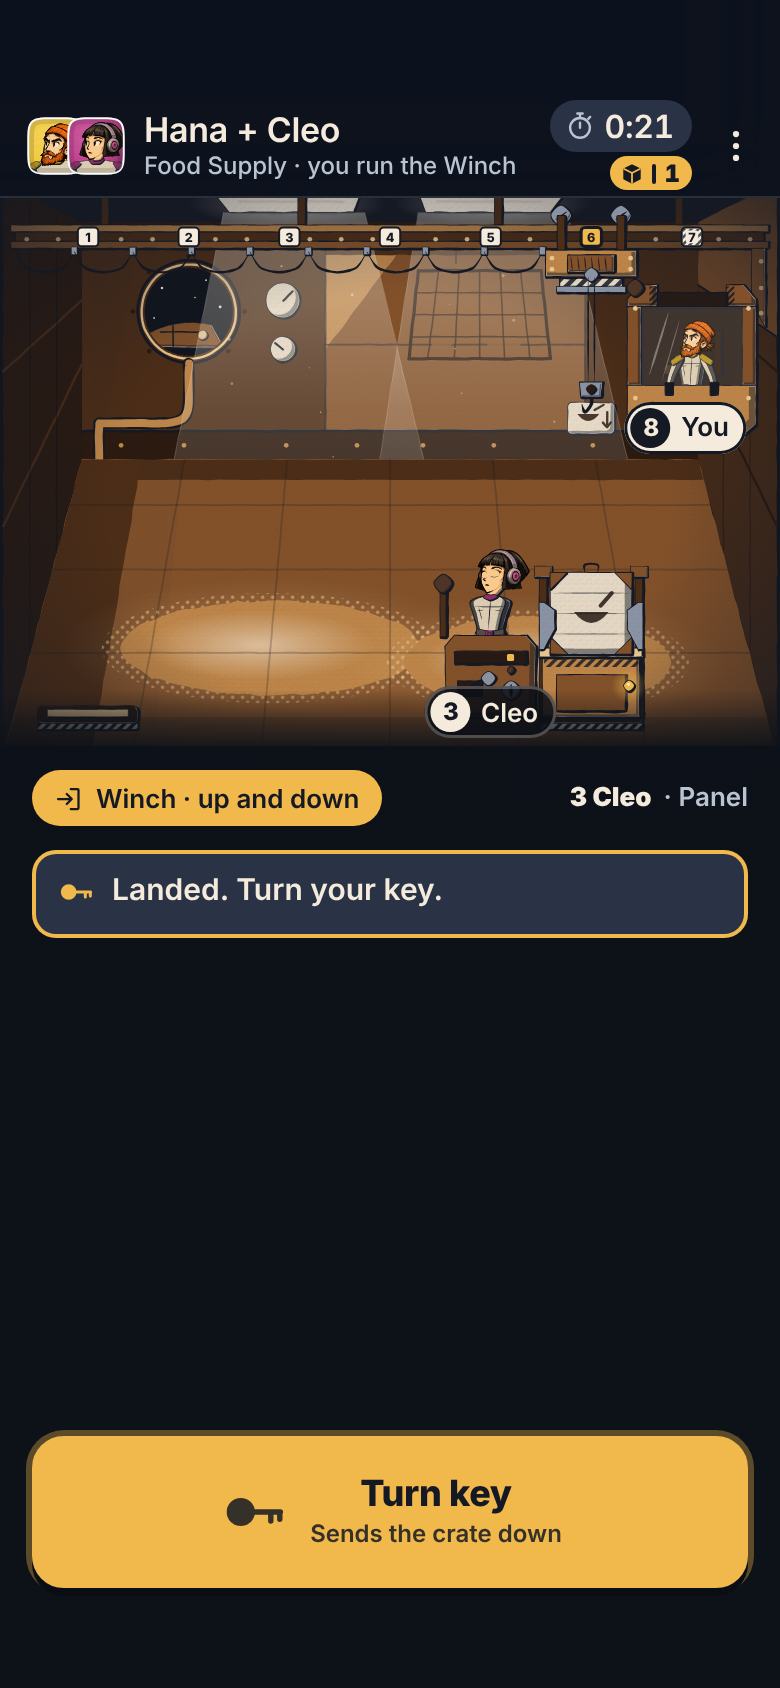 Hana + Cleo
0:21
Food Supply · you run the Winch
1
1 2 3 4 5 6 7
8 You
3 Cleo
Winch · up and down
3 Cleo · Panel
Landed. Turn your key.
Turn key
Sends the crate down